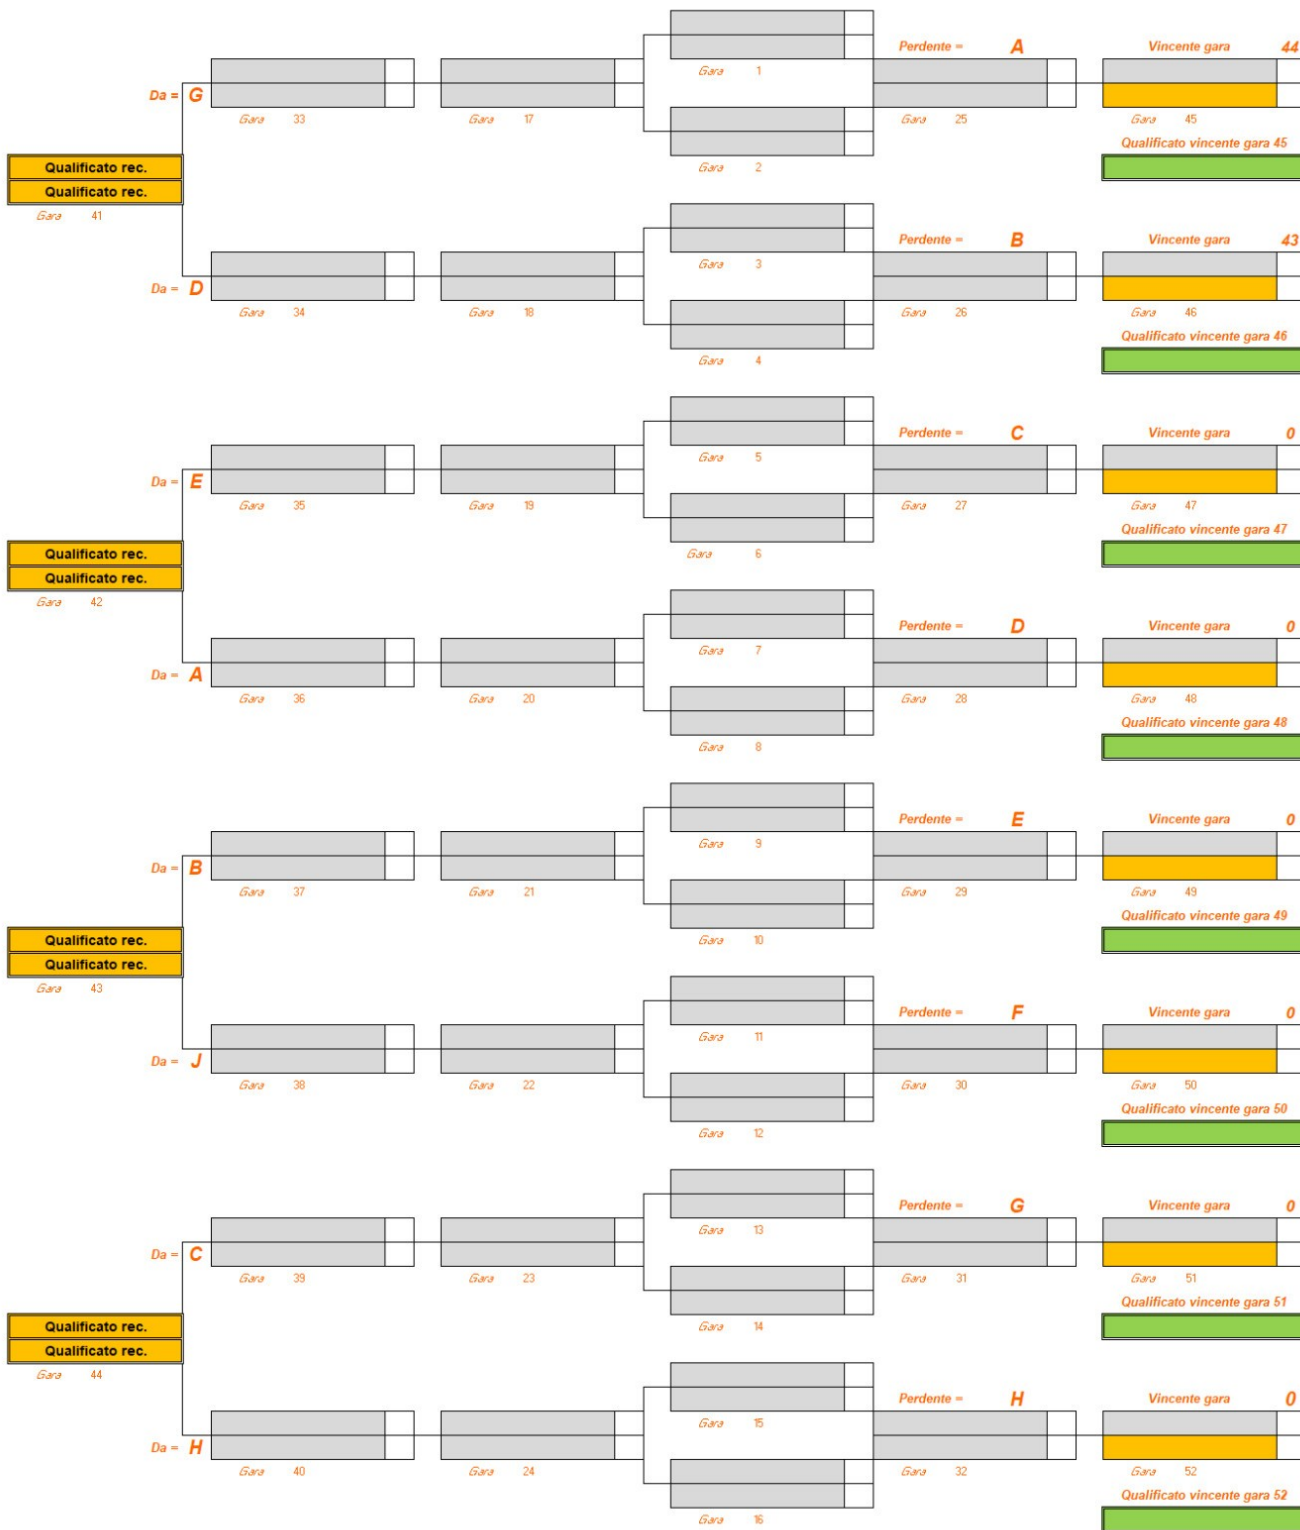 Perdente = A Vincente gara 44
Gara 1
Da = G
Gara 33 Gara 17 Gara 25 Gara 45
Qualificato vincente gara 45
Qualificato rec.
Gara 2
Qualificato rec.
Gara 41
Perdente = B Vincente gara 43
Gara 3
Da = D
Gara 34 Gara 18 Gara 26 Gara 46
Qualificato vincente gara 46
Gara 4
Perdente = C Vincente gara 0
Gara 5
Da = E
Gara 35 Gara 19 Gara 27 Gara 47
Qualificato vincente gara 47
Qualificato rec.
Gara 6
Qualificato rec.
Gara 42
Perdente = D Vincente gara 0
Gara 7
Da = A
Gara 36 Gara 20 Gara 28 Gara 48
Qualificato vincente gara 48
Gara 8
Perdente = E Vincente gara 0
Gara 9
Da = B
Gara 37 Gara 21 Gara 29 Gara 49
Qualificato vincente gara 49
Qualificato rec.
Gara 10
Qualificato rec.
Gara 43
Perdente = F Vincente gara 0
Gara 11
Da = J
Gara 38 Gara 22 Gara 30 Gara 50
Qualificato vincente gara 50
Gara 12
Perdente = G Vincente gara 0
Gara 13
Da = C
Gara 39 Gara 23 Gara 31 Gara 51
Qualificato vincente gara 51
Qualificato rec.
Gara 14
Qualificato rec.
Gara 44
Perdente = H Vincente gara 0
Gara 15
Da = H
Gara 40 Gara 24 Gara 32 Gara 52
Qualificato vincente gara 52
Gara 16